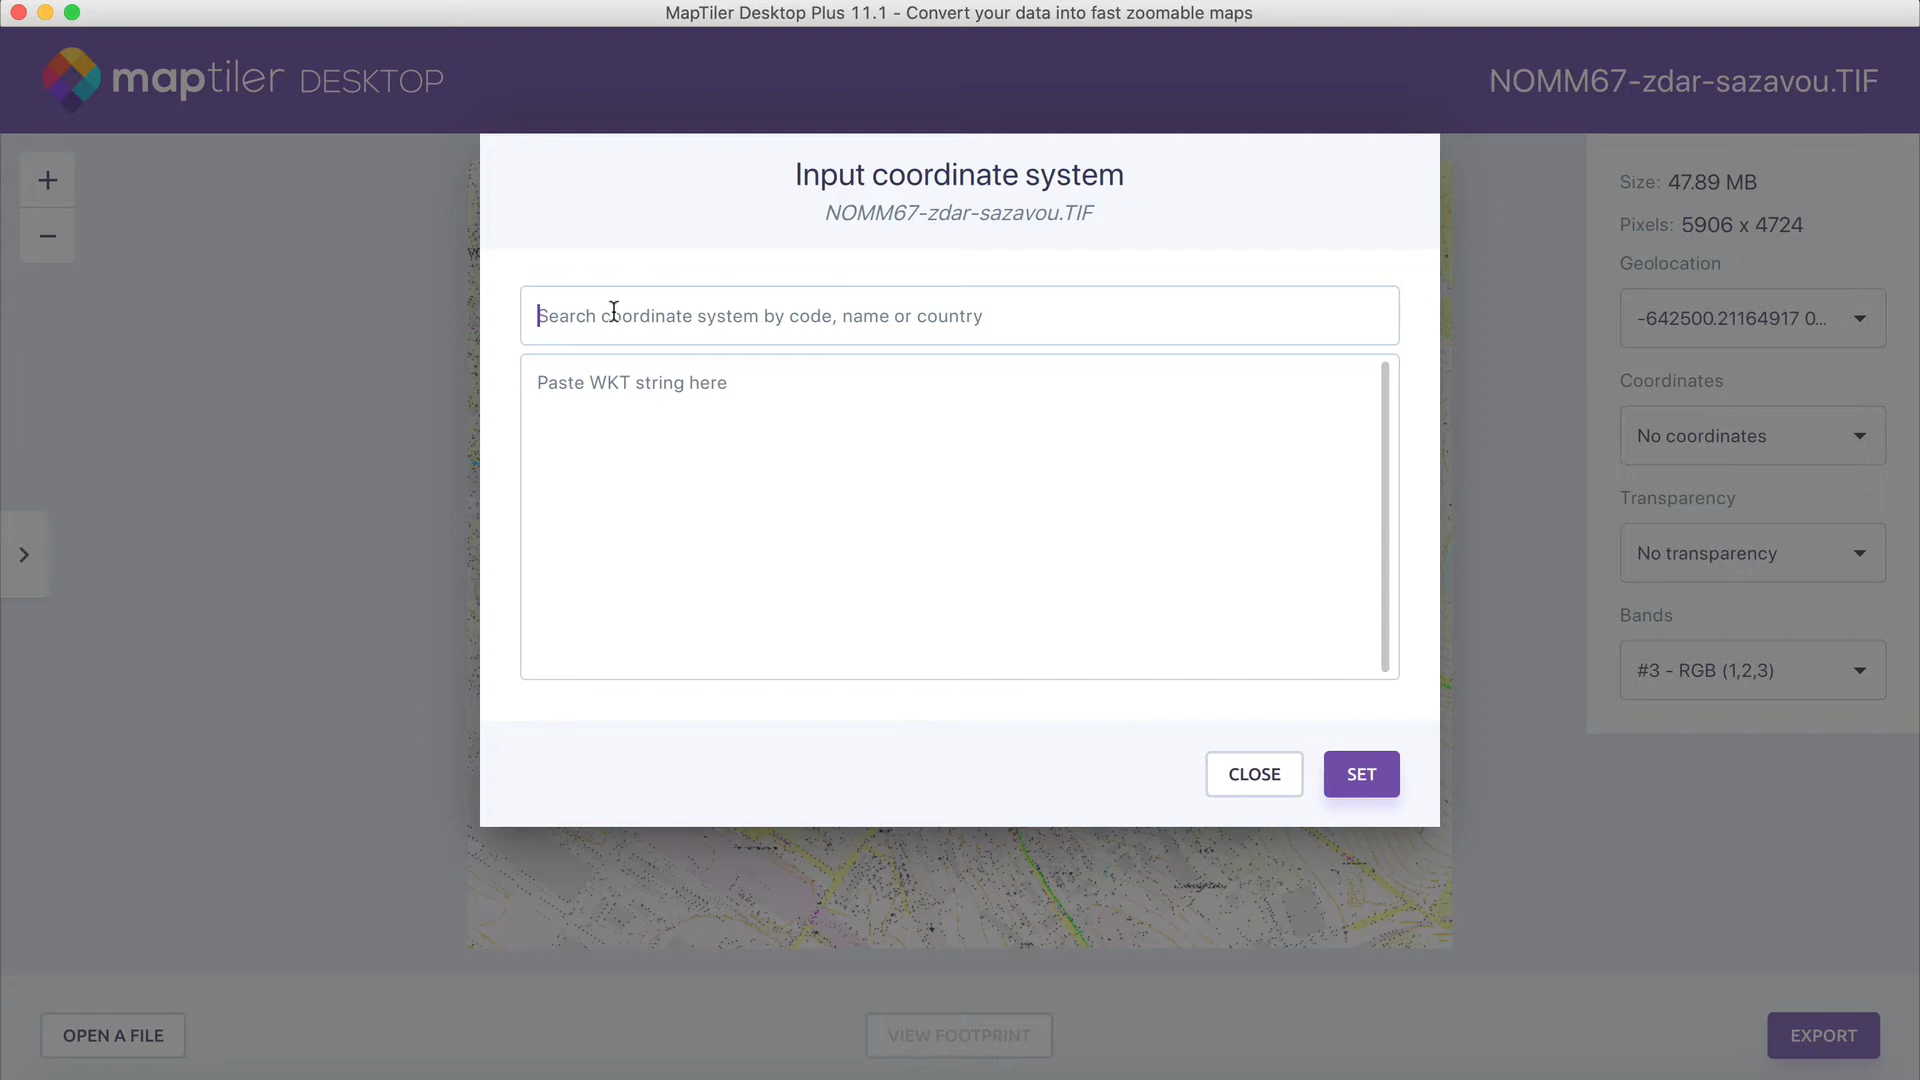 MapTiler Desktop Plus 11.1 - Convert your data into fast zoomable maps
maptiler DESKTOP
NOMM67-zdar-sazavou.TIF
Input coordinate system
NOMM67-zdar-sazavou.TIF
Search coordinate system by code, name or country
Paste WKT string here
CLOSE
SET
+
−
Size: 47.89 MB
Pixels: 5906 x 4724
Geolocation
-642500.21164917 0...
Coordinates
No coordinates
Transparency
No transparency
Bands
#3 - RGB (1,2,3)
OPEN A FILE
VIEW FOOTPRINT
EXPORT